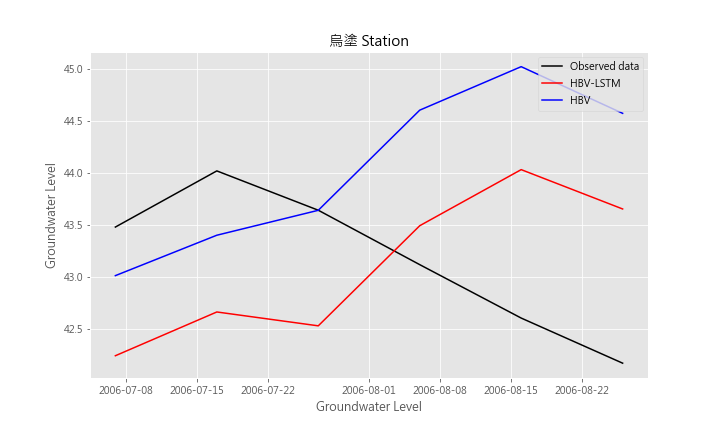 烏塗 Station
Observed data
HBV-LSTM
HBV
45.0
44.5
44.0
43.5
43.0
42.5
Groundwater Level
2006-07-08 2006-07-15 2006-07-22 2006-08-01 2006-08-08 2006-08-15 2006-08-22
Groundwater Level